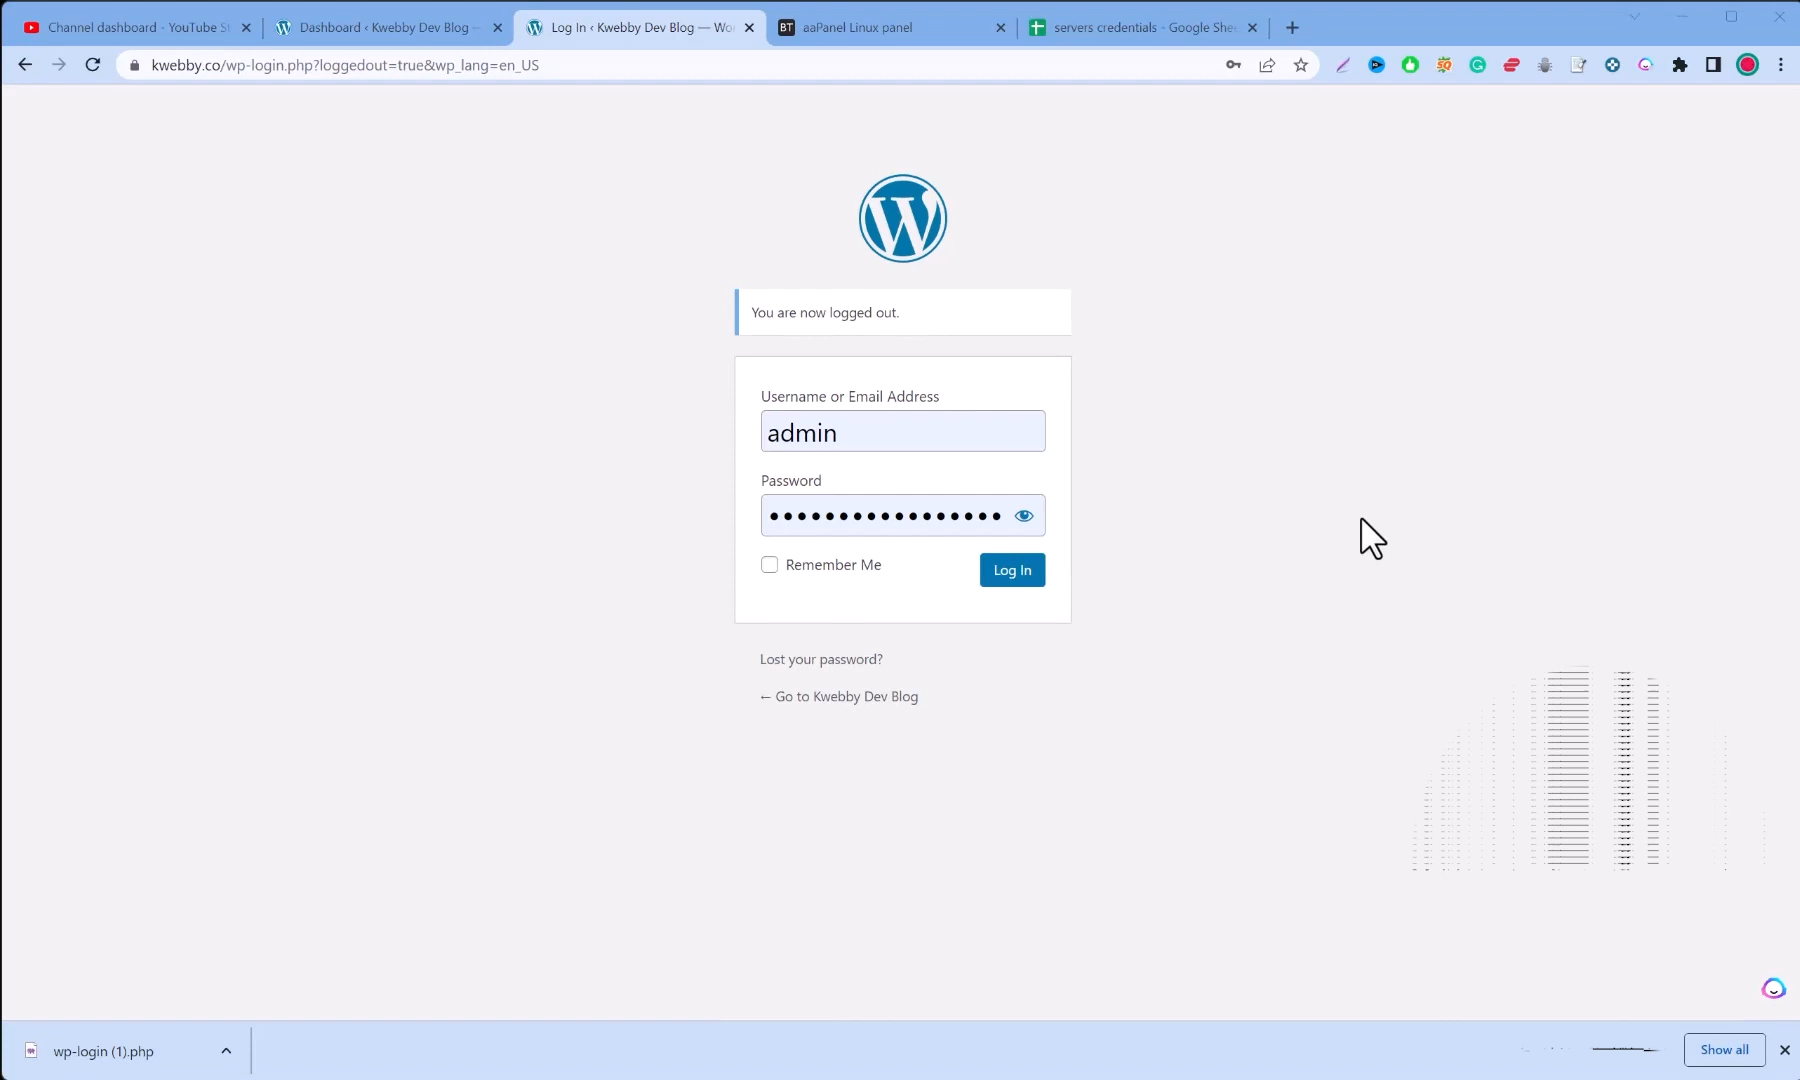 Channel dashboard - YouTube St
Dashboard ‹ Kwebby Dev Blog —
Log In ‹ Kwebby Dev Blog — Wor
BT
aaPanel Linux panel
servers credentials - Google Shee
kwebby.co/wp-login.php?loggedout=true&wp_lang=en_US
You are now logged out.
Username or Email Address
admin
Password
Remember Me
Log In
Lost your password?
← Go to Kwebby Dev Blog
wp-login (1).php
Show all